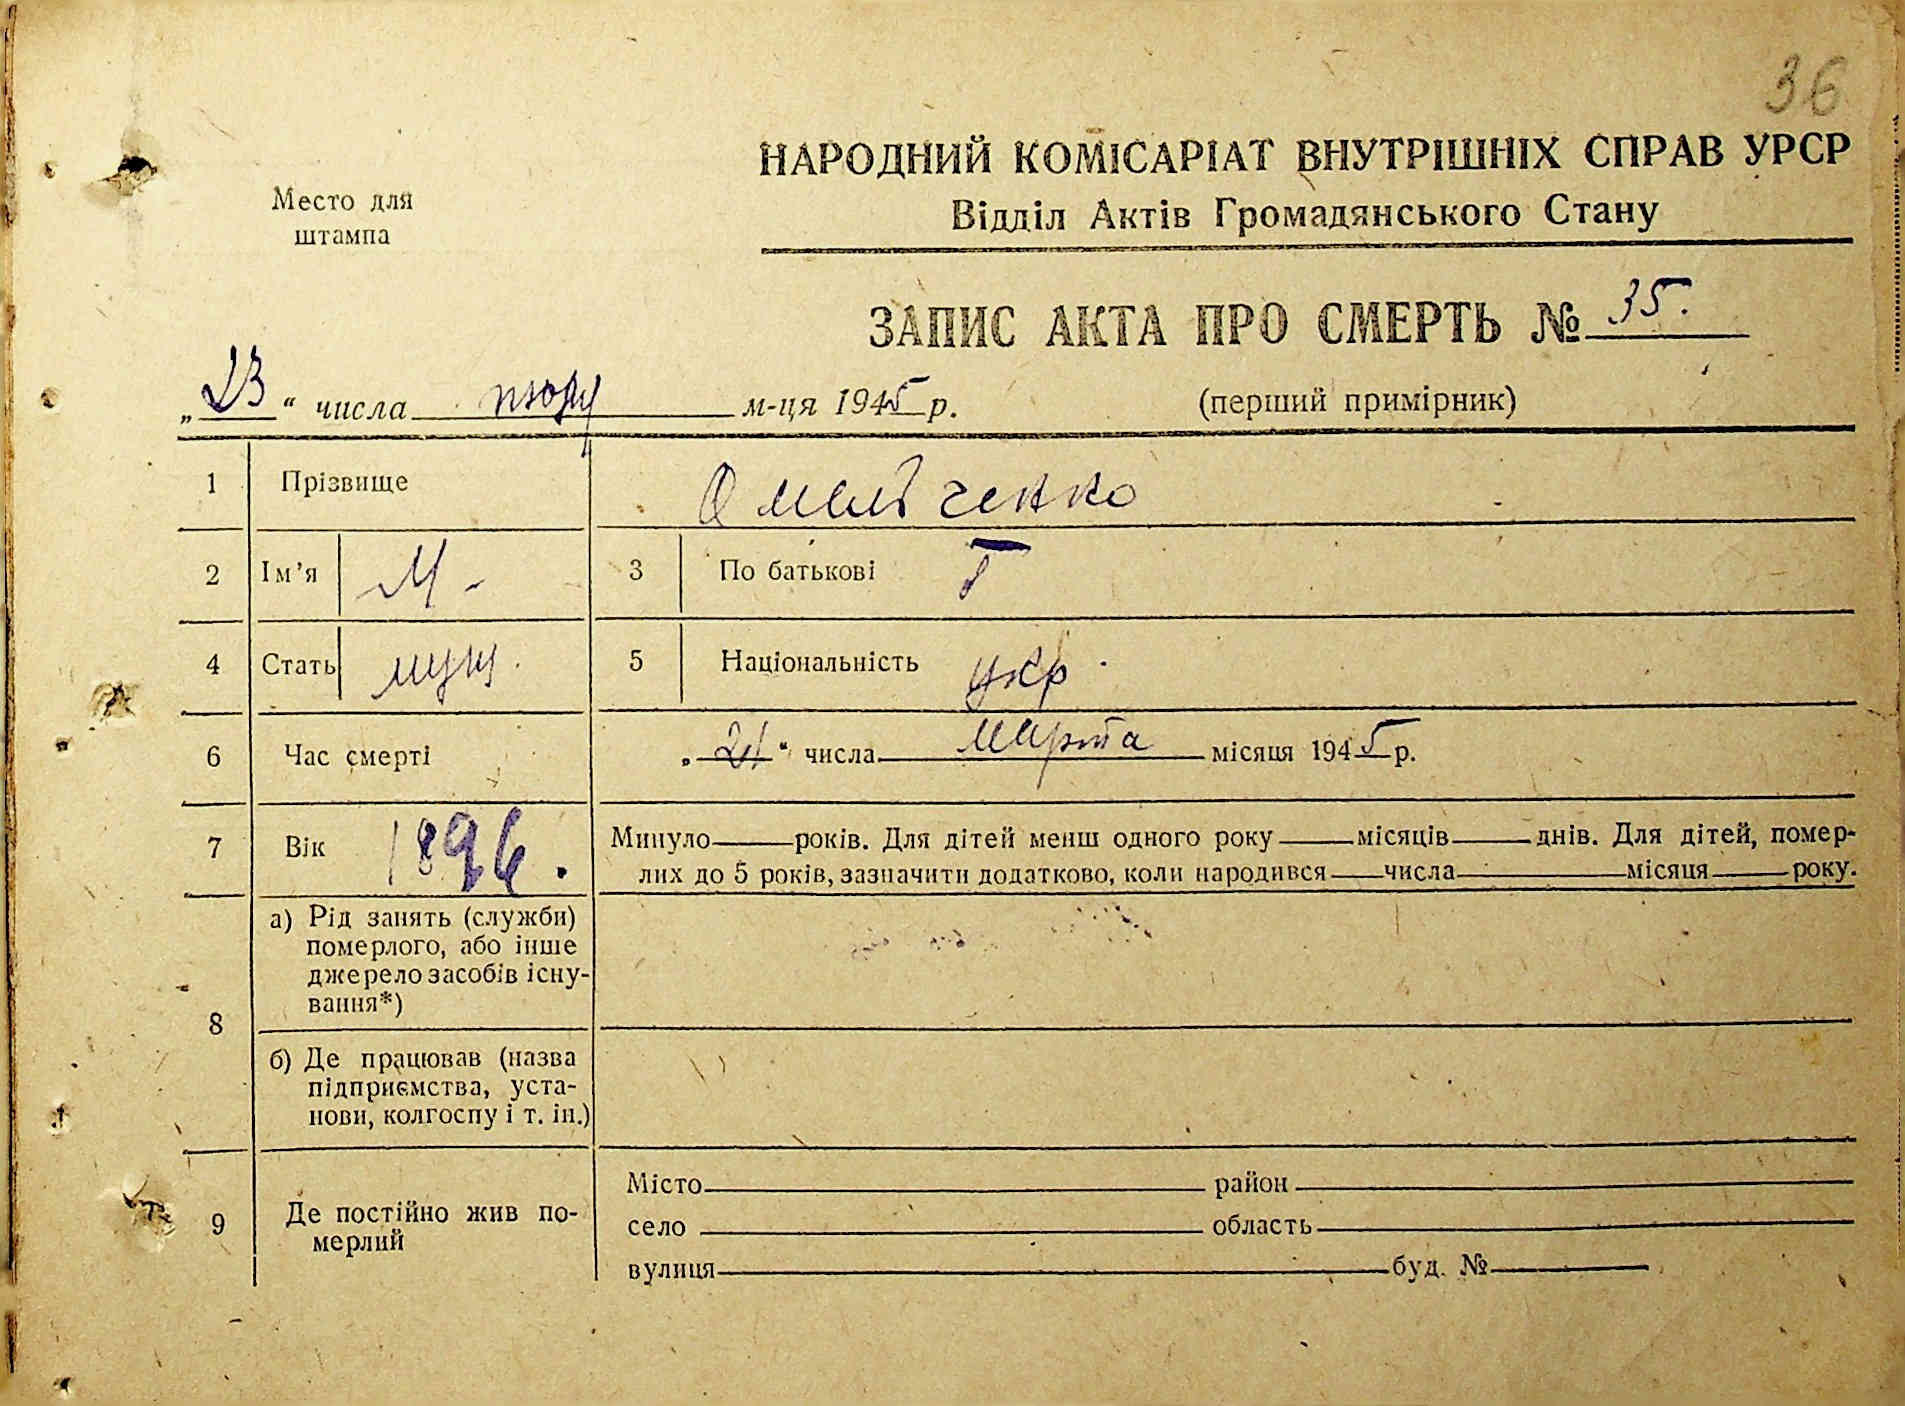 36
НАРОДНИЙ КОМІСАРІАТ ВНУТРІШНІХ СПРАВ УРСР
Место для
штампа
Відділ Актів Громадянського Стану
ЗАПИС АКТА ПРО СМЕРТЬ № 35.
„23“ числа м-ця 1945 р. (перший примірник)
1 Прізвище Омельченко
2 Ім’я М. 3 По батькові Г
4 Стать муж. 5 Національність укр.
6 Час смерті „21“ числа марта місяця 1945 р.
7 Вік 1896. Минуло років. Для дітей менш одного року місяців днів. Для дітей, помер-
лих до 5 років, зазначити додатково, коли народився числа місяця року.
8 а) Рід занять (служби)
померлого, або інше
джерело засобів існу-
вання*)
б) Де працював (назва
підприємства, уста-
нови, колгоспу і т. ін.)
9 Де постійно жив по-
мерлий
Місто район
село область
вулиця буд. №